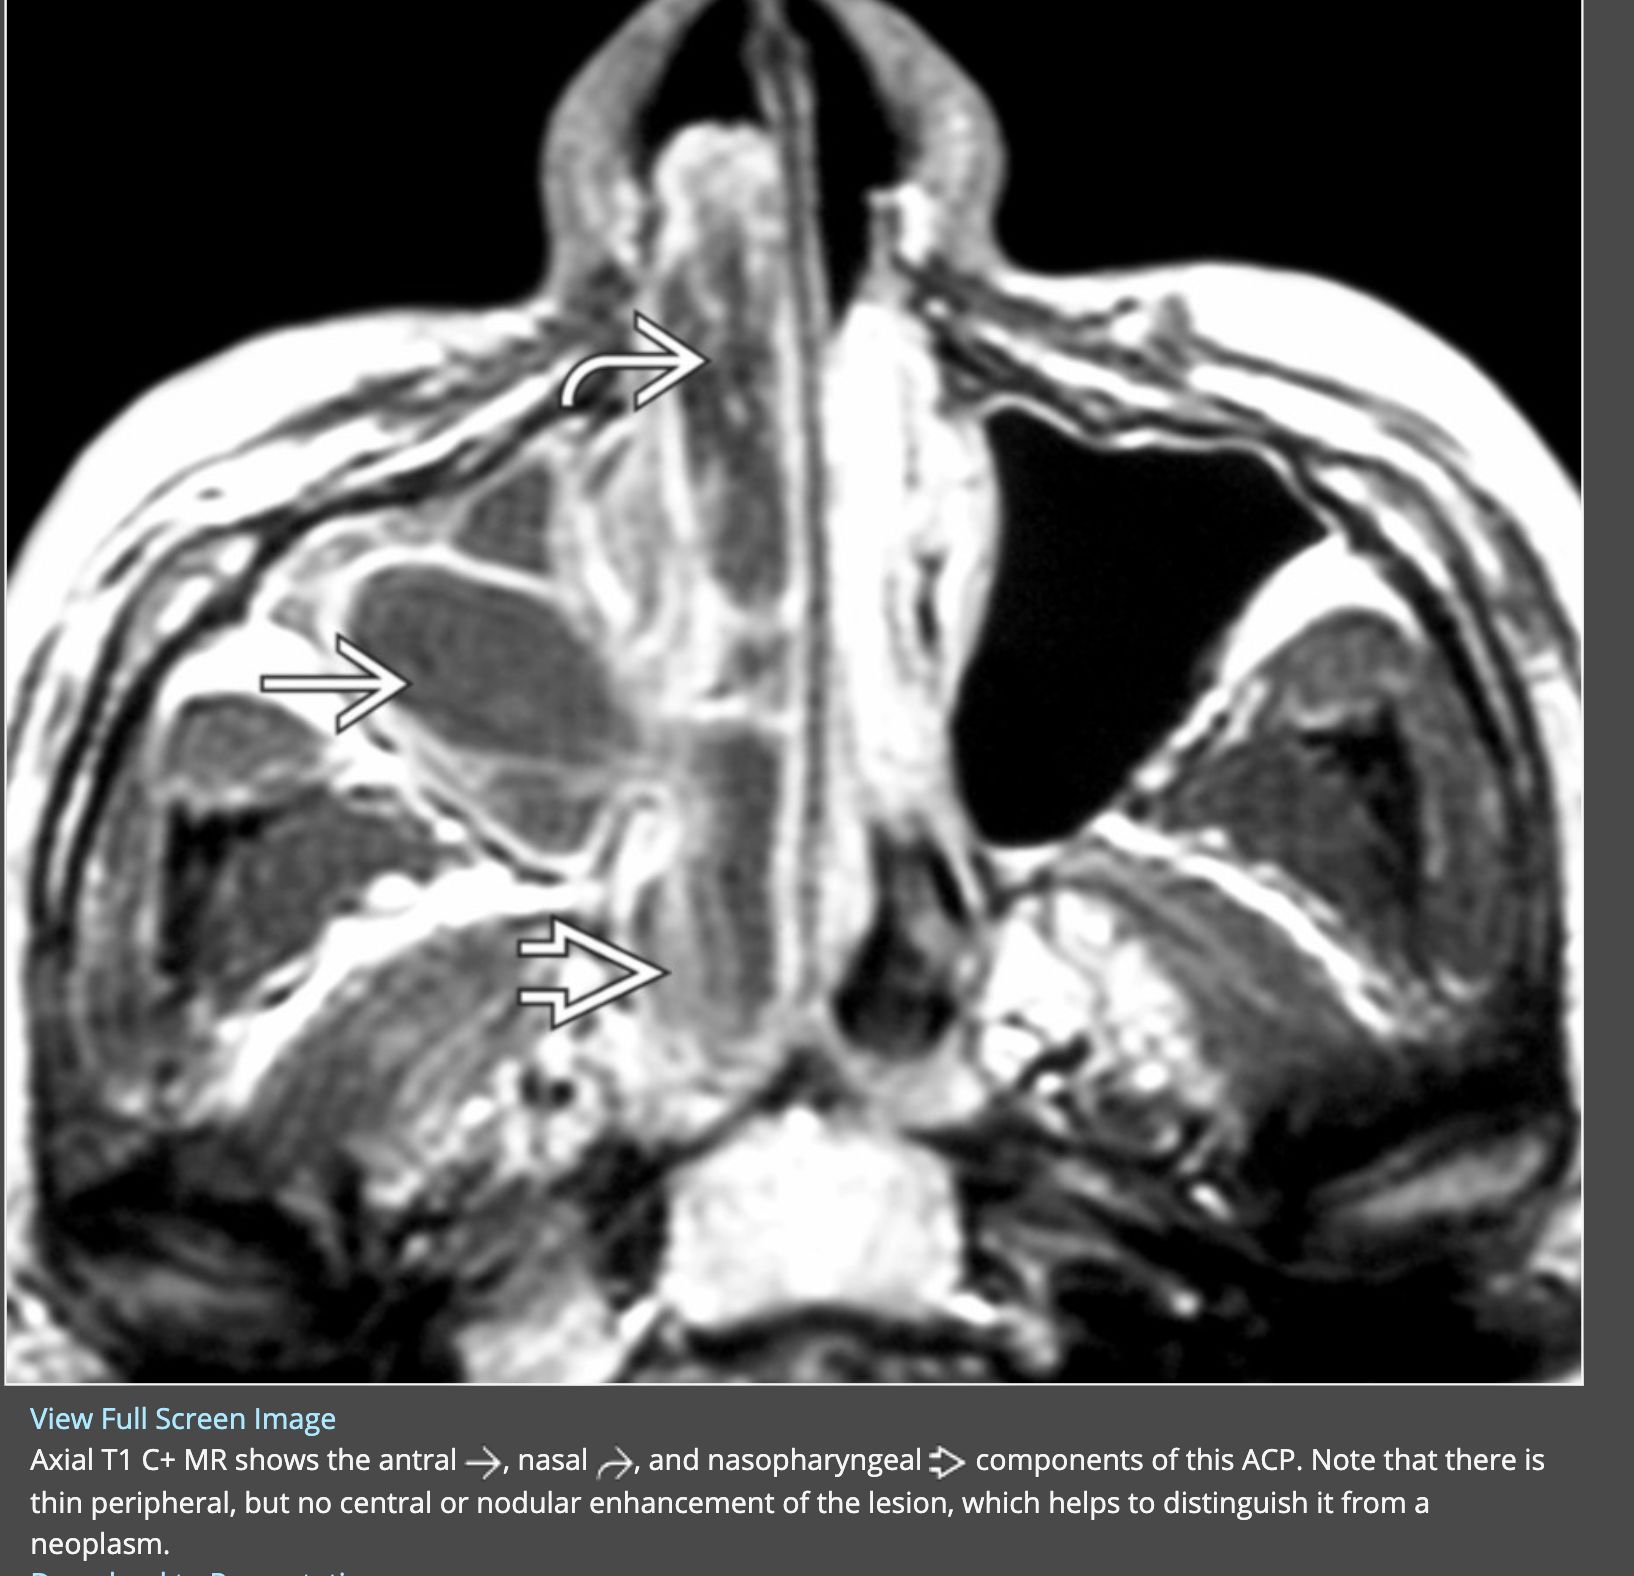 View Full Screen Image
Axial T1 C+ MR shows the antral →, nasal ↷, and nasopharyngeal ⇒ components of this ACP. Note that there is
thin peripheral, but no central or nodular enhancement of the lesion, which helps to distinguish it from a
neoplasm.